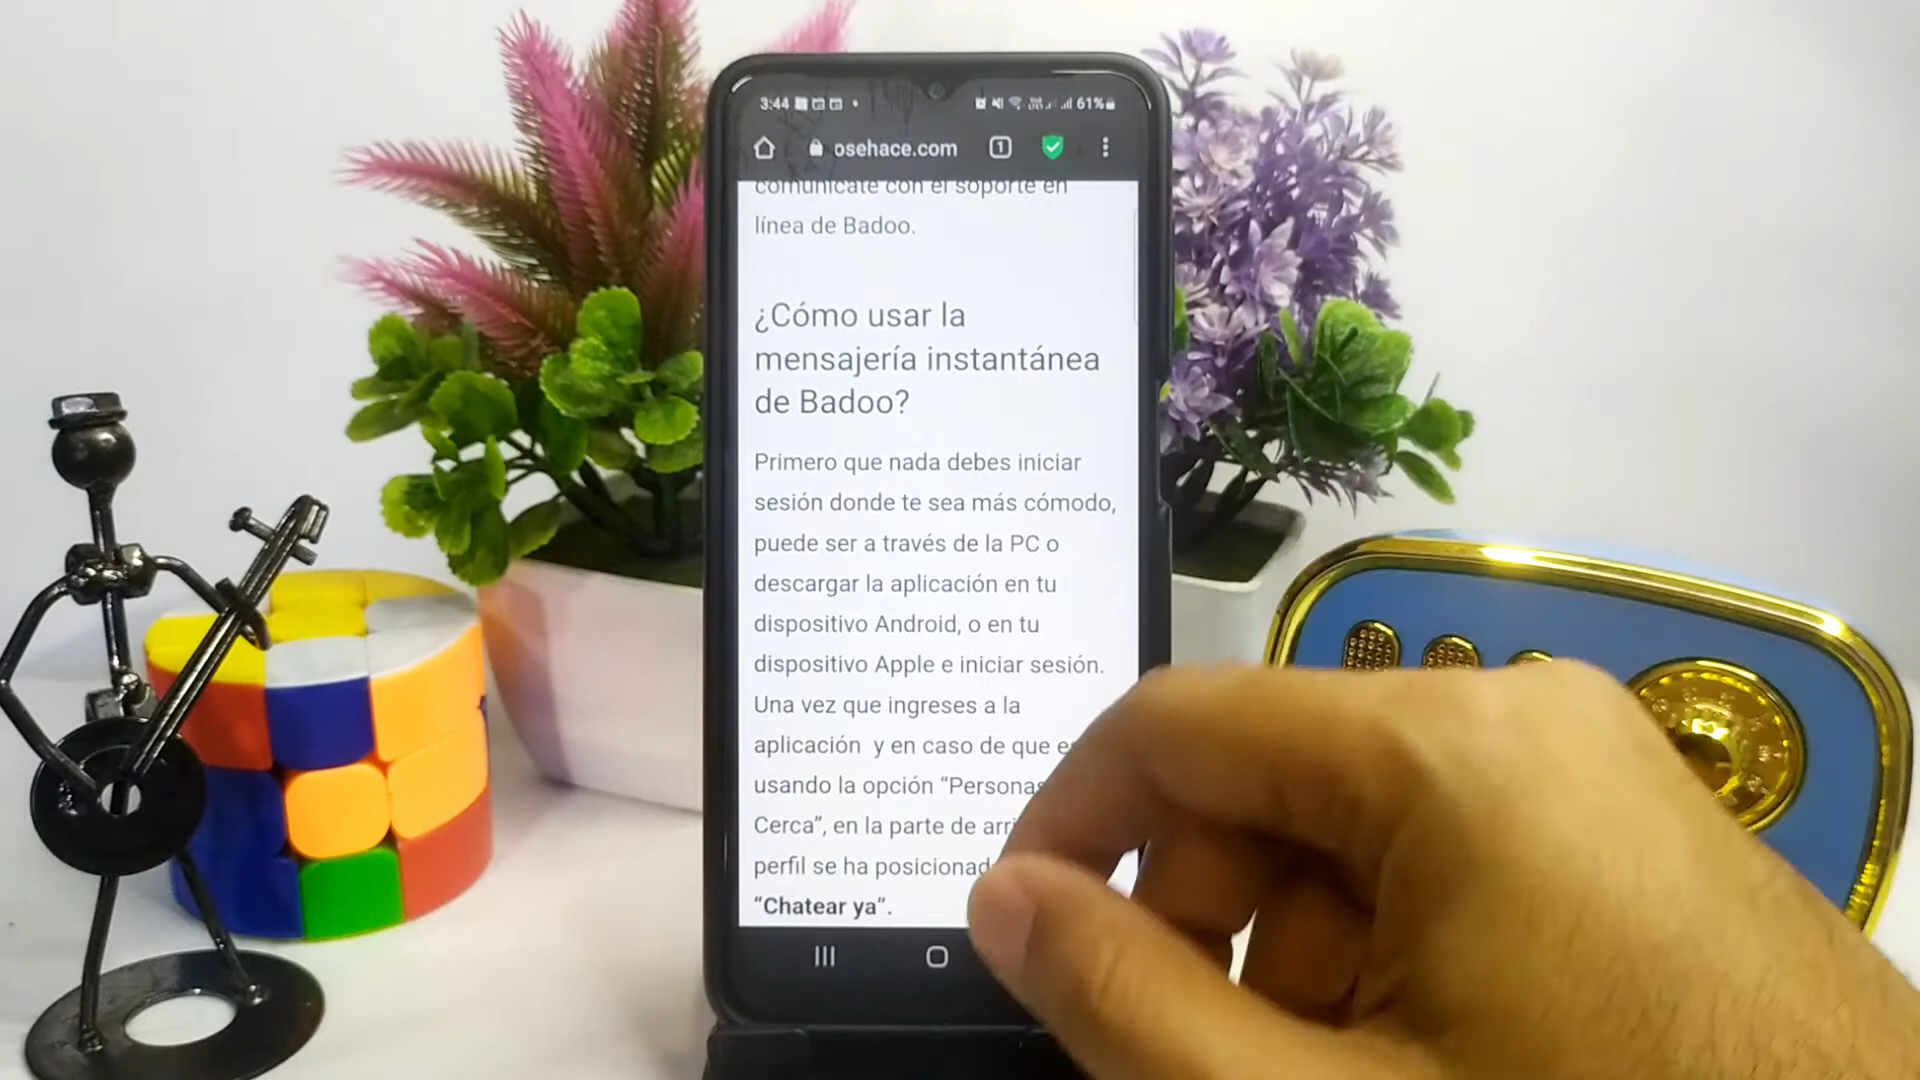 3:44
61%
osehace.com
1
comunícate con el soporte en
línea de Badoo.
¿Cómo usar la
mensajería instantánea
de Badoo?
Primero que nada debes iniciar
sesión donde te sea más cómodo,
puede ser a través de la PC o
descargar la aplicación en tu
dispositivo Android, o en tu
dispositivo Apple e iniciar sesión.
Una vez que ingreses a la
aplicación y en caso de que
usando la opción “Personas
Cerca”, en la parte de
perfil se ha posicionad
“Chatear ya”.